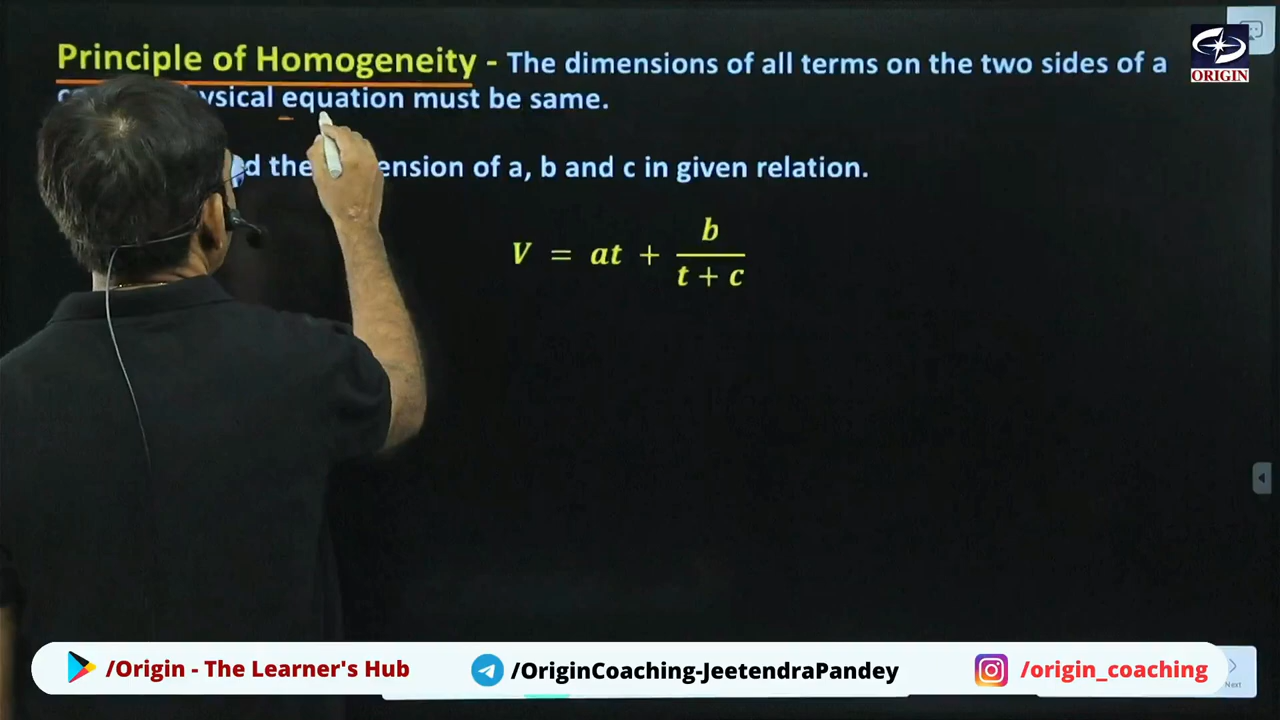 Principle of Homogeneity - The dimensions of all terms on the two sides of a
equation must be same.
the of a, b and c in given relation.
V = at + b / t + c
ORIGIN
/Origin - The Learner's Hub
/OriginCoaching-JeetendraPandey
/origin_coaching
Next